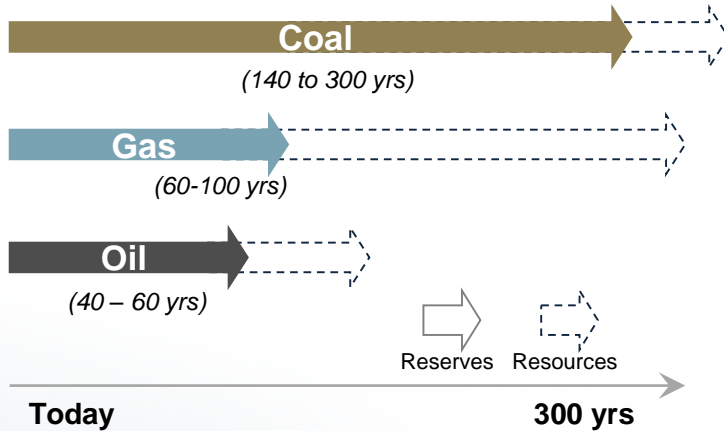 Coal
(140 to 300 yrs)
Gas
(60-100 yrs)
Oil
(40 – 60 yrs)
Reserves Resources
Today 300 yrs